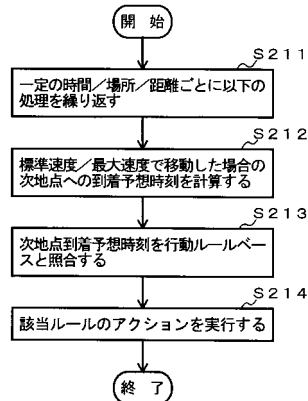 開 始
S211
一定の時間／場所／距離ごとに以下の
処理を繰り返す
S212
標準速度／最大速度で移動した場合の
次地点への到着予想時刻を計算する
S213
次地点到着予想時刻を行動ルールベース
と照合する
S214
該当ルールのアクションを実行する
終 了